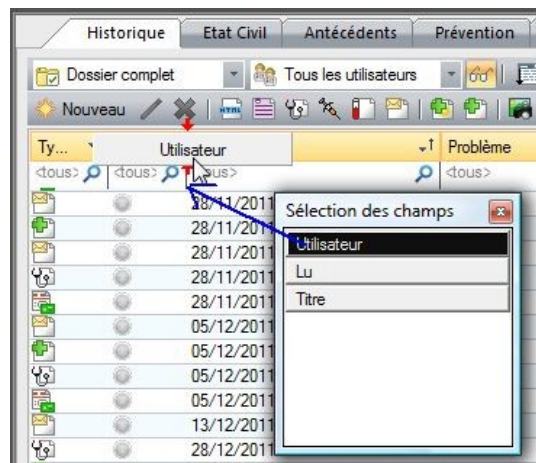 Historique Etat Civil Antécédents Prévention
Dossier complet Tous les utilisateurs
Nouveau HTML
Ty... Utilisateur Problème
<tous> <tous> <tous>
28/11/2011
28/11/2011
Sélection des champs
28/11/2011
Utilisateur
28/11/2011
Lu
28/11/2011
Titre
05/12/2011
05/12/2011
05/12/2011
05/12/2011
13/12/2011
28/12/2011